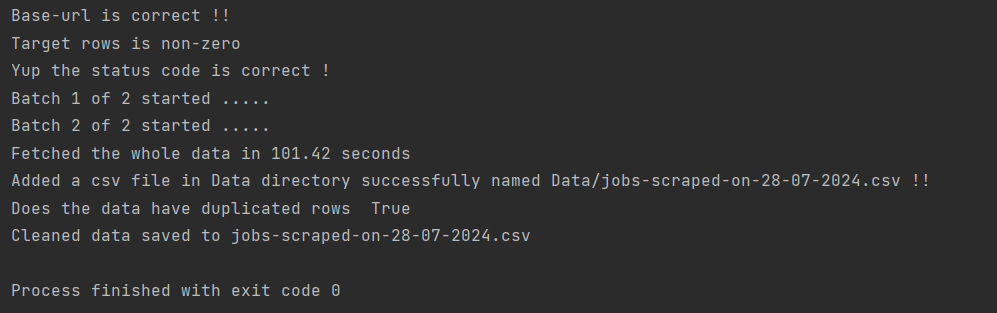 Base-url is correct !!
Target rows is non-zero
Yup the status code is correct !
Batch 1 of 2 started .....
Batch 2 of 2 started .....
Fetched the whole data in 101.42 seconds
Added a csv file in Data directory successfully named Data/jobs-scraped-on-28-07-2024.csv !!
Does the data have duplicated rows  True
Cleaned data saved to jobs-scraped-on-28-07-2024.csv
Process finished with exit code 0